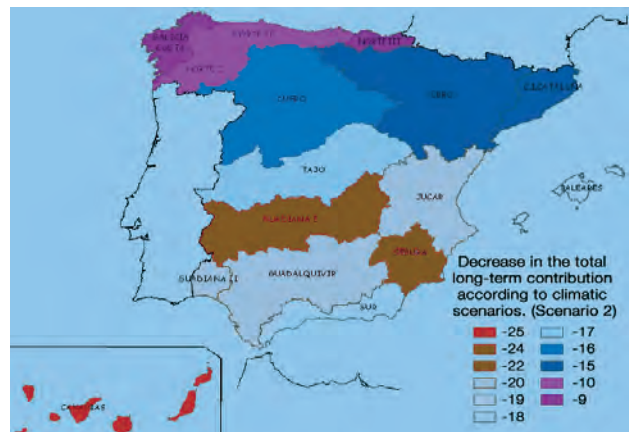 GALICIA
COSTA
NORTE II
NORTE III
NORTE I
DUERO
EBRO
C.I.CATALUÑA
TAJO
JUCAR
BALEARES
GUADIANA I
SEGURA
GUADIANA II
GUADALQUIVIR
SUR
CANARIAS
Decrease in the total
long-term contribution
according to climatic
scenarios. (Scenario 2)
-25
-24
-22
-20
-19
-18
-17
-16
-15
-10
-9